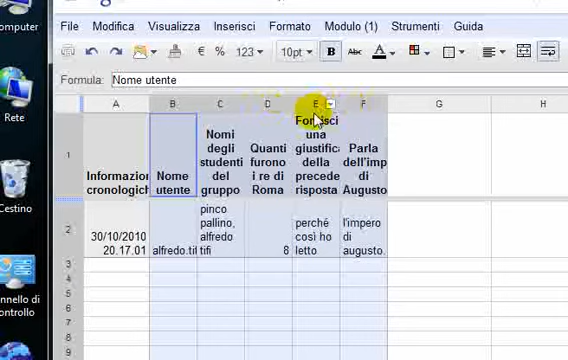 omputer
Rete
Cestino
nnello di
ontrollo
File Modifica Visualizza Inserisci Formato Modulo (1) Strumenti Guida
€ % 123 10pt B Abc A
Formula: Nome utente
A B C D E F G H
1
Informazion
cronologich
Nome
utente
Nomi
degli
studenti
del
gruppo
Quanti
furono
i re di
Roma
Fornisci
una
giustific
della
precede
risposta
Parla
dell'imp
di
Augusto
2
30/10/2010
20.17.01
alfredo.til
pinco
pallino,
alfredo
tifi
8
perché
così ho
letto
l'impero
di
augusto.
3
4
5
6
7
8
9